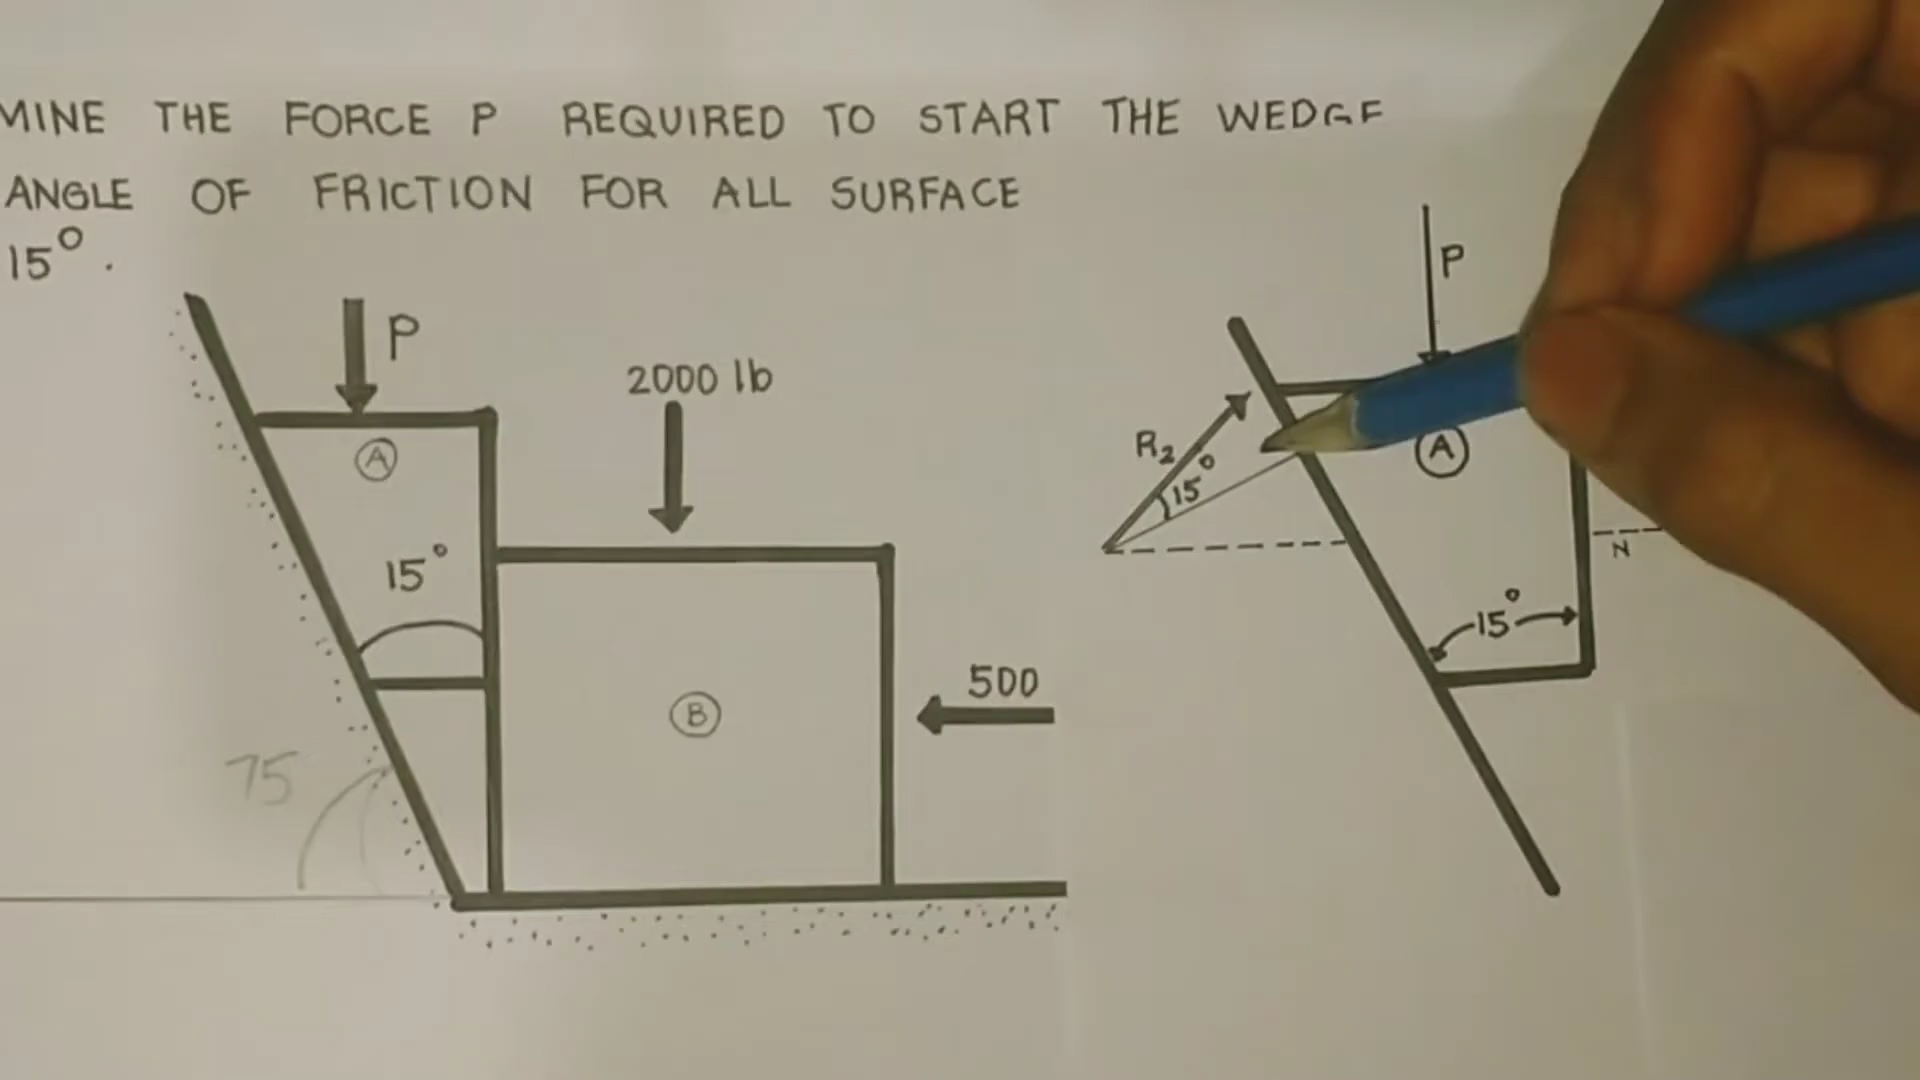 MINE THE FORCE P REQUIRED TO START THE WEDGE
ANGLE OF FRICTION FOR ALL SURFACE
15°.
P
2000 lb
A
15°
B
500
75
P
R2
15°
A
N
15°